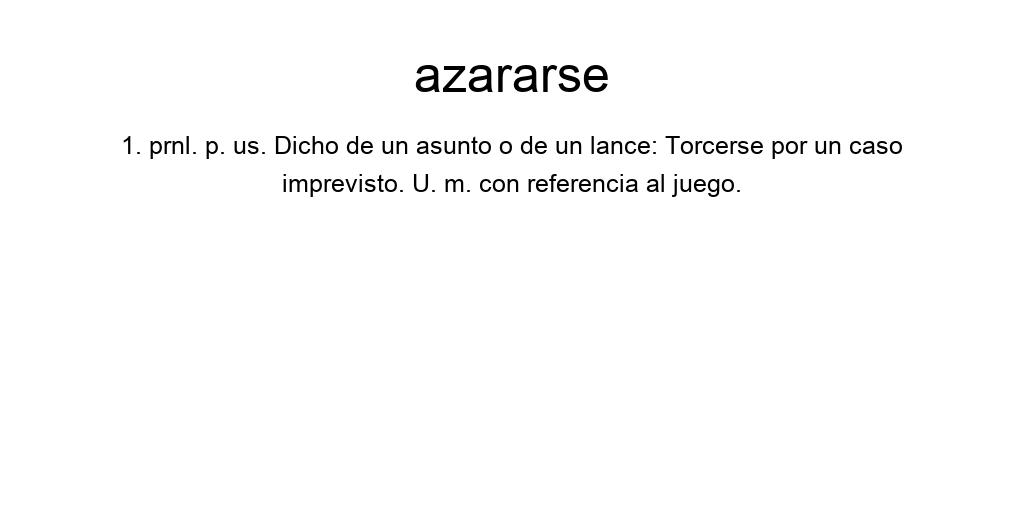 azararse
1. prnl. p. us. Dicho de un asunto o de un lance: Torcerse por un caso
imprevisto. U. m. con referencia al juego.